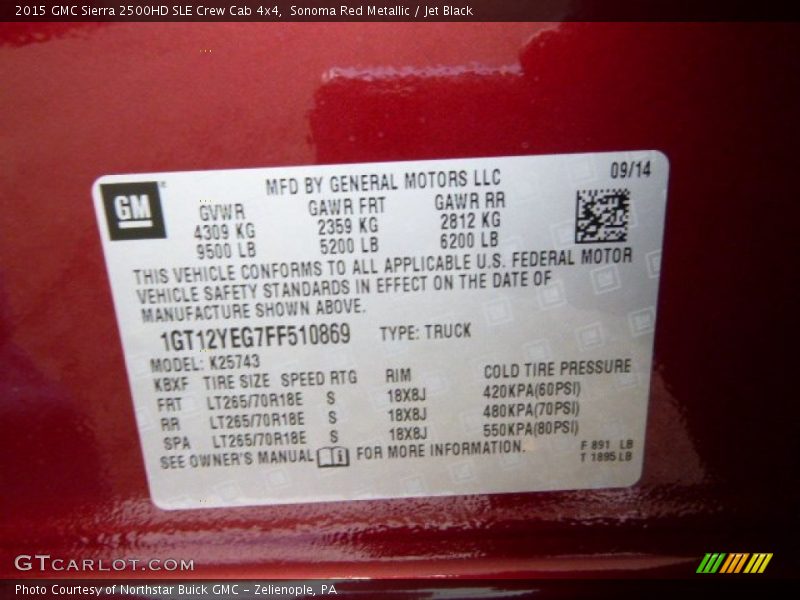 2015 GMC Sierra 2500HD SLE Crew Cab 4x4, Sonoma Red Metallic / Jet Black
09/14
GM
MFD BY GENERAL MOTORS LLC
GVWR GAWR FRT GAWR RR
4309 KG 2359 KG 2812 KG
9500 LB 5200 LB 6200 LB
THIS VEHICLE CONFORMS TO ALL APPLICABLE U.S. FEDERAL MOTOR
VEHICLE SAFETY STANDARDS IN EFFECT ON THE DATE OF
MANUFACTURE SHOWN ABOVE.
1GT12YEG7FF510869 TYPE: TRUCK
MODEL: K25743
KBXF TIRE SIZE SPEED RTG RIM COLD TIRE PRESSURE
FRT LT265/70R18E S 18X8J 420KPA(60PSI)
RR LT265/70R18E S 18X8J 480KPA(70PSI)
SPA LT265/70R18E S 18X8J 550KPA(80PSI)
SEE OWNER'S MANUAL i FOR MORE INFORMATION.
F 891 LB
T 1895 LB
GTCARLOT.COM
Photo Courtesy of Northstar Buick GMC – Zelienople, PA